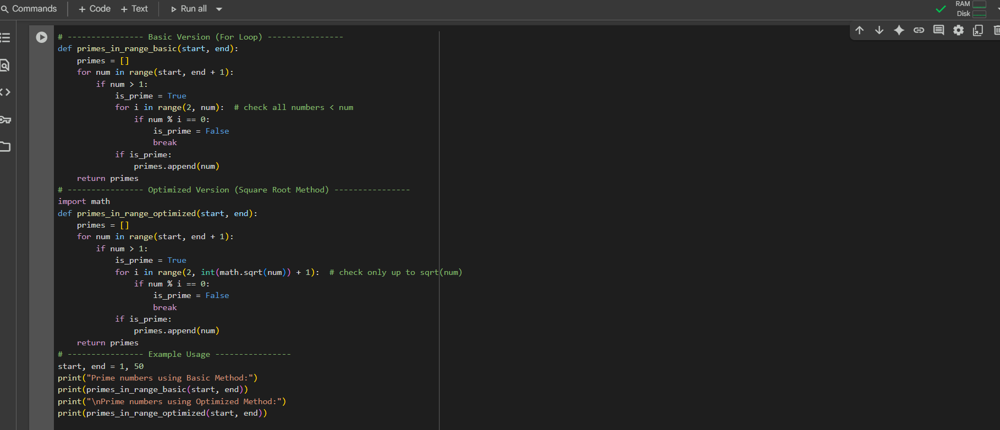 Commands + Code + Text Run all
RAM
Disk
# ---------------- Basic Version (For Loop) ----------------
def primes_in_range_basic(start, end):
    primes = []
    for num in range(start, end + 1):
        if num > 1:
            is_prime = True
            for i in range(2, num):  # check all numbers < num
                if num % i == 0:
                    is_prime = False
                    break
            if is_prime:
                primes.append(num)
    return primes
# ---------------- Optimized Version (Square Root Method) ----------------
import math
def primes_in_range_optimized(start, end):
    primes = []
    for num in range(start, end + 1):
        if num > 1:
            is_prime = True
            for i in range(2, int(math.sqrt(num)) + 1):  # check only up to sqrt(num)
                if num % i == 0:
                    is_prime = False
                    break
            if is_prime:
                primes.append(num)
    return primes
# ---------------- Example Usage ----------------
start, end = 1, 50
print("Prime numbers using Basic Method:")
print(primes_in_range_basic(start, end))
print("\nPrime numbers using Optimized Method:")
print(primes_in_range_optimized(start, end))